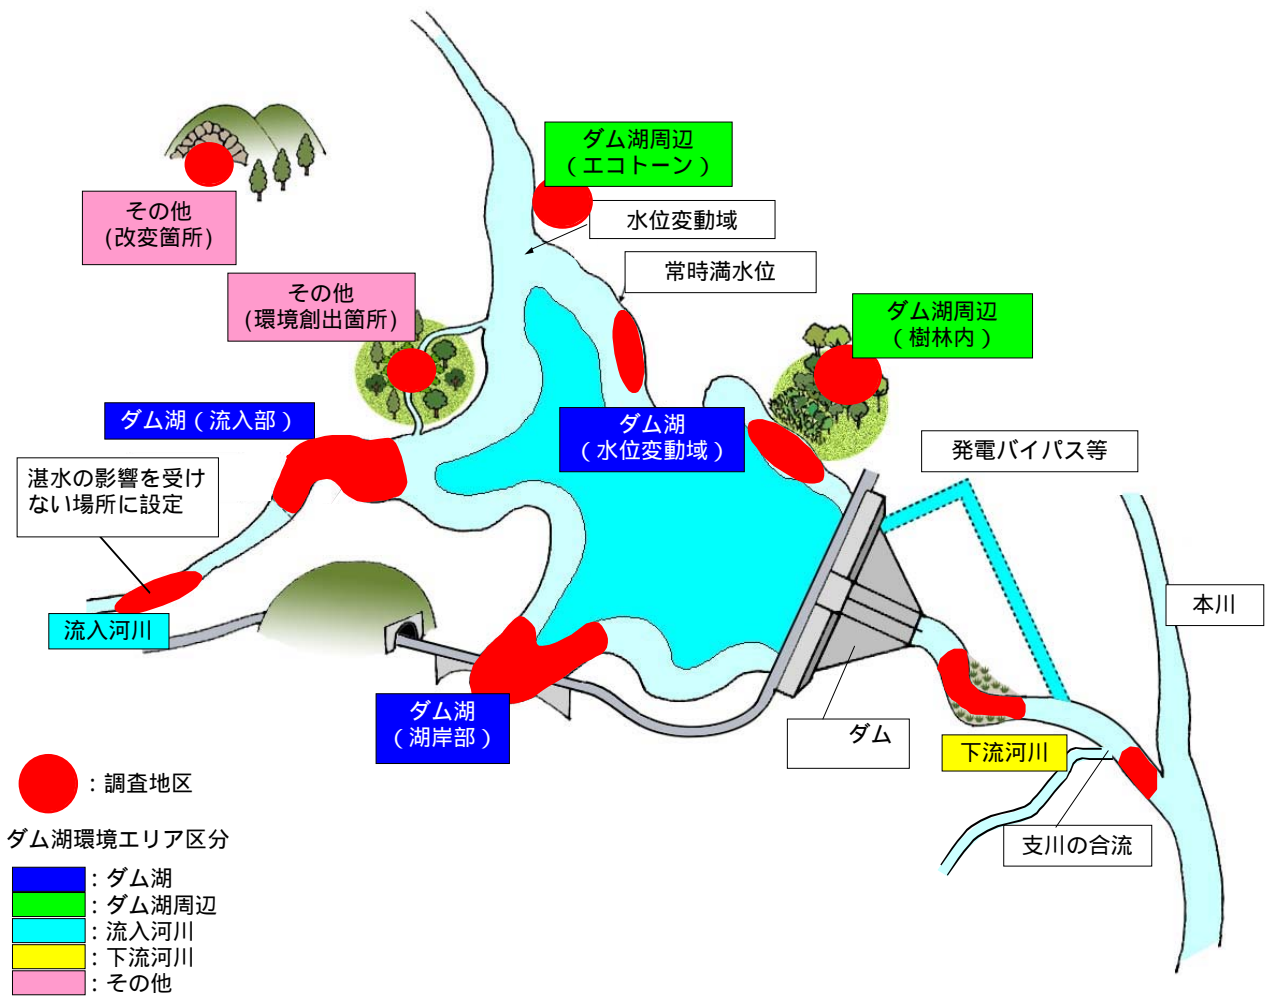 ダム湖周辺
（エコトーン）
その他
(改変箇所)
水位変動域
常時満水位
その他
(環境創出箇所)
ダム湖周辺
（樹林内）
ダム湖（流入部）
ダム湖
（水位変動域）
発電バイパス等
湛水の影響を受け
ない場所に設定
本川
流入河川
ダム湖
（湖岸部）
ダム
下流河川
支川の合流
：調査地区
ダム湖環境エリア区分
：ダム湖
：ダム湖周辺
：流入河川
：下流河川
：その他